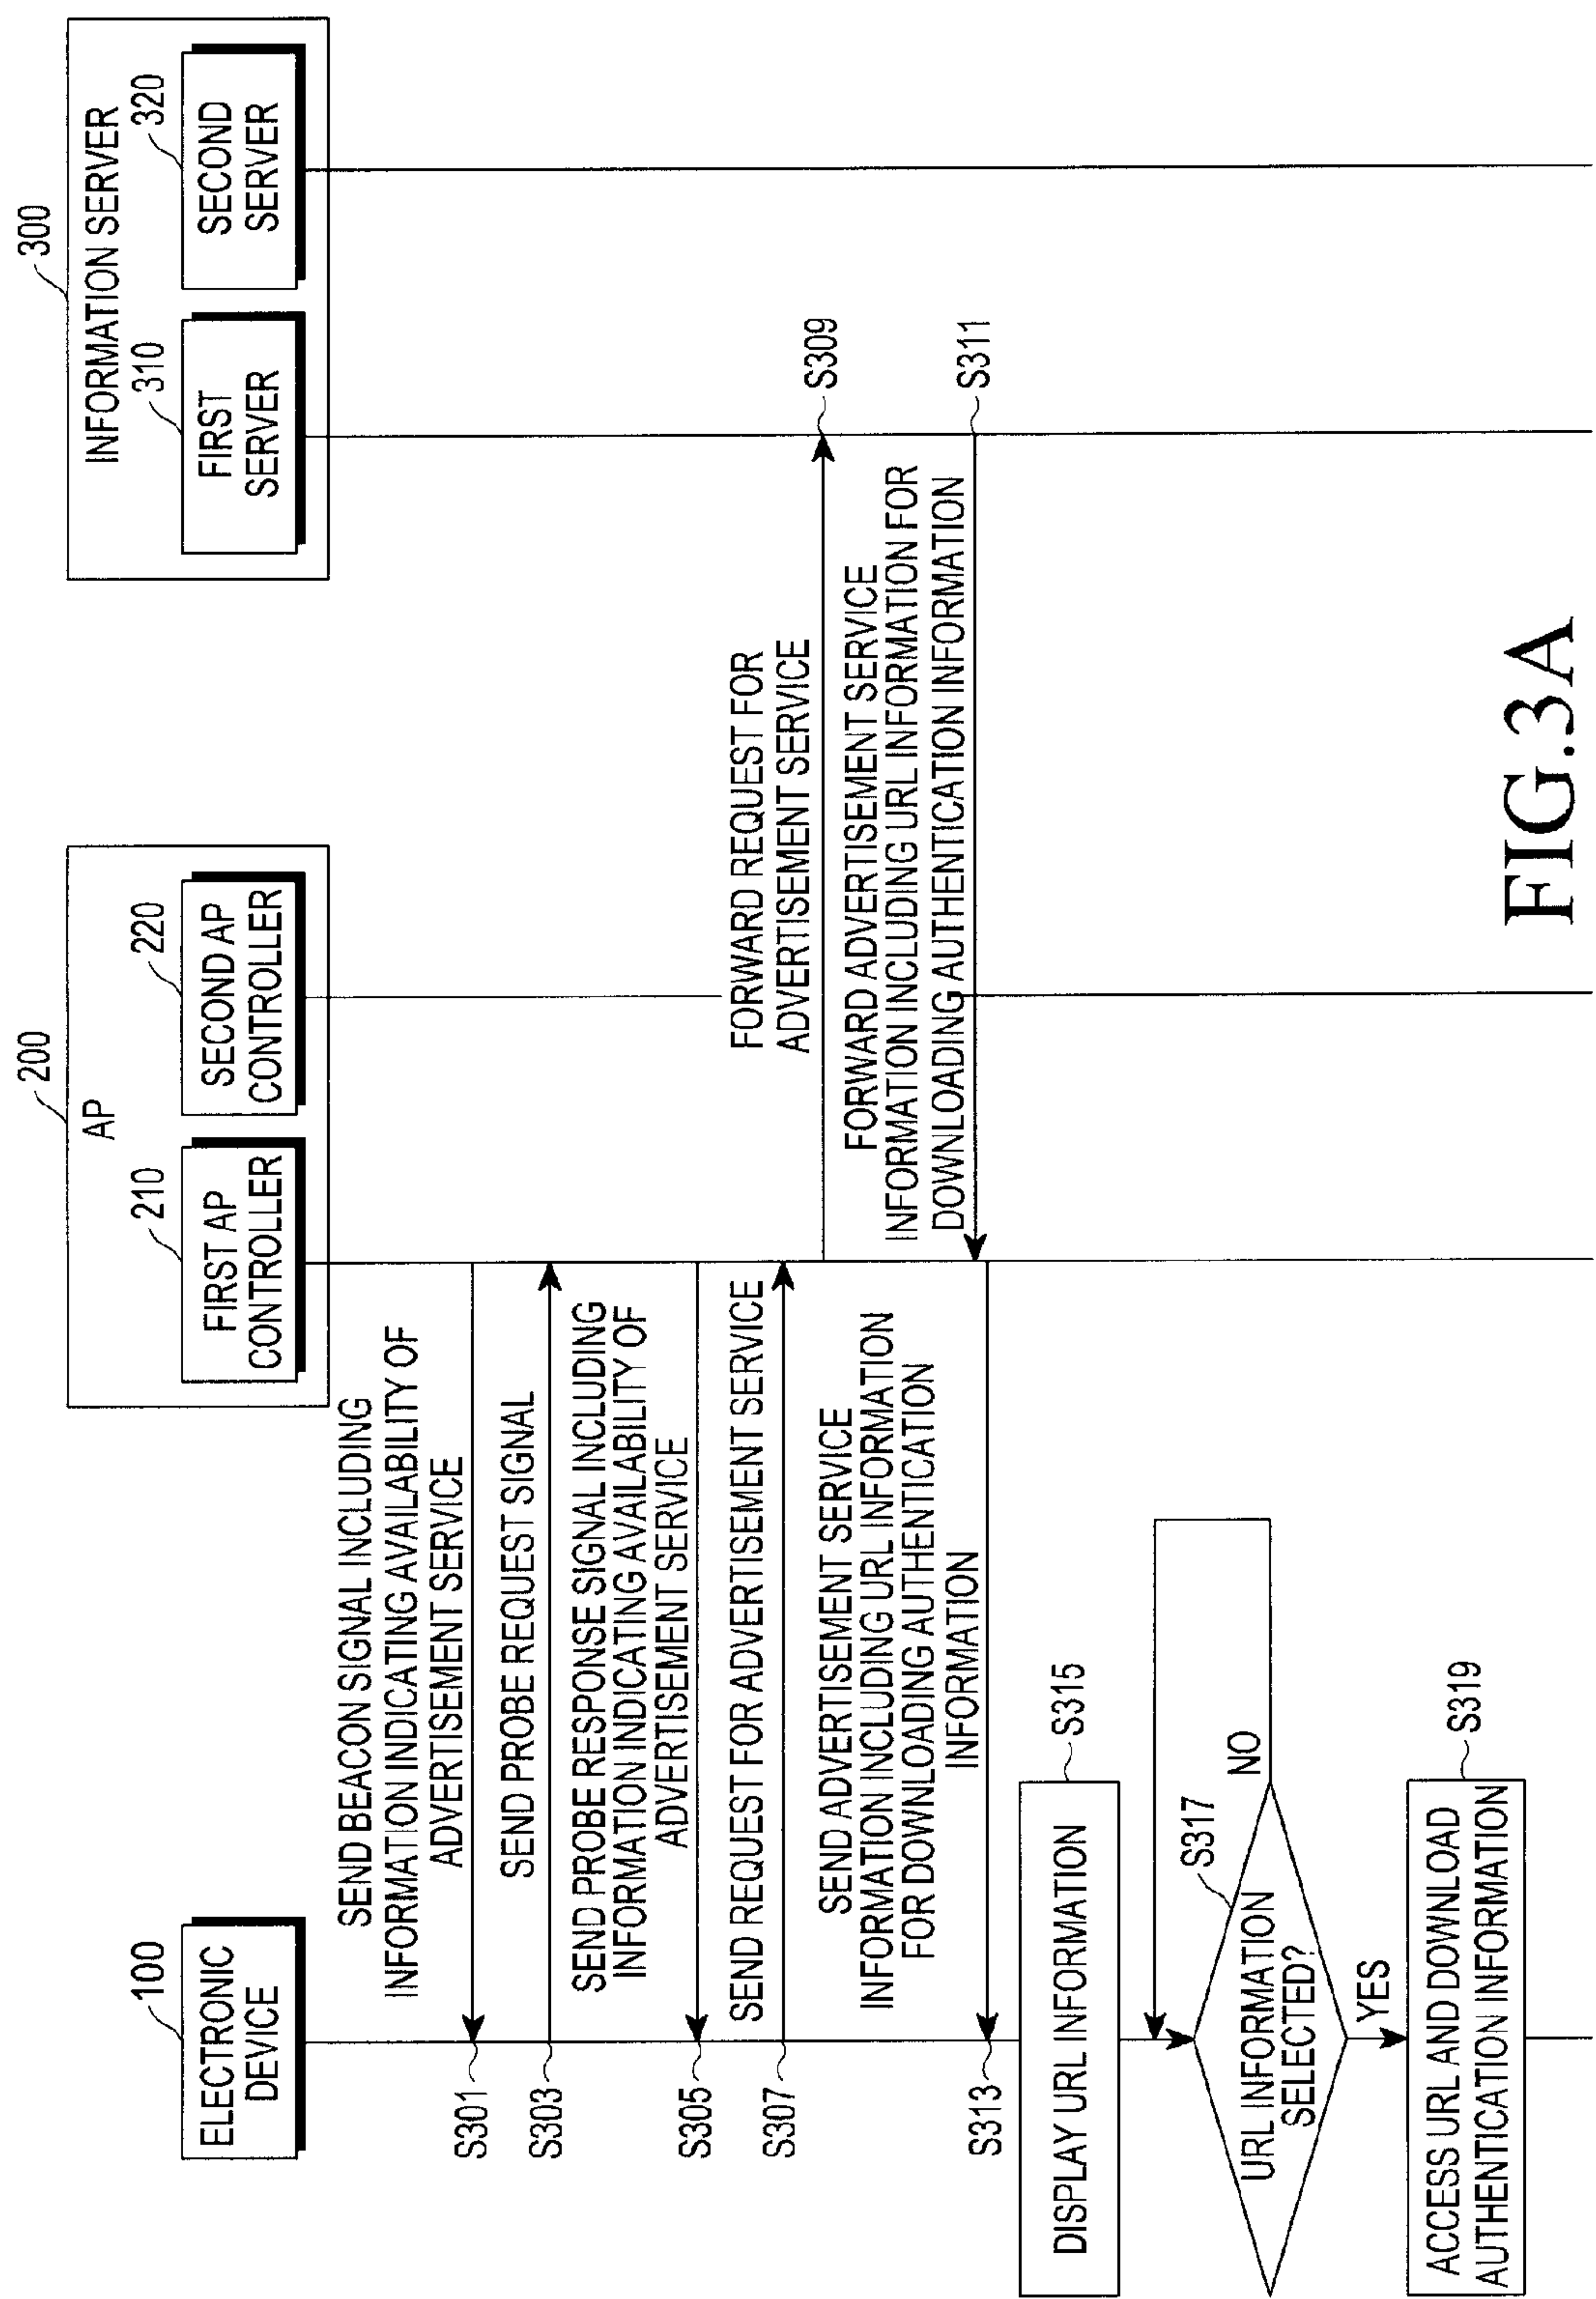 100
ELECTRONIC
DEVICE
200
AP
210
FIRST AP
CONTROLLER
220
SECOND AP
CONTROLLER
300
INFORMATION SERVER
310
FIRST
SERVER
320
SECOND
SERVER
SEND BEACON SIGNAL INCLUDING
INFORMATION INDICATING AVAILABILITY OF
ADVERTISEMENT SERVICE
S301
SEND PROBE REQUEST SIGNAL
S303
SEND PROBE RESPONSE SIGNAL INCLUDING
INFORMATION INDICATING AVAILABILITY OF
ADVERTISEMENT SERVICE
S305
SEND REQUEST FOR ADVERTISEMENT SERVICE
S307
FORWARD REQUEST FOR
ADVERTISEMENT SERVICE
S309
FORWARD ADVERTISEMENT SERVICE
INFORMATION INCLUDING URL INFORMATION FOR
DOWNLOADING AUTHENTICATION INFORMATION
S311
SEND ADVERTISEMENT SERVICE
INFORMATION INCLUDING URL INFORMATION
FOR DOWNLOADING AUTHENTICATION
INFORMATION
S313
DISPLAY URL INFORMATION
S315
URL INFORMATION
SELECTED?
S317
NO
YES
ACCESS URL AND DOWNLOAD
AUTHENTICATION INFORMATION
S319
FIG.3A